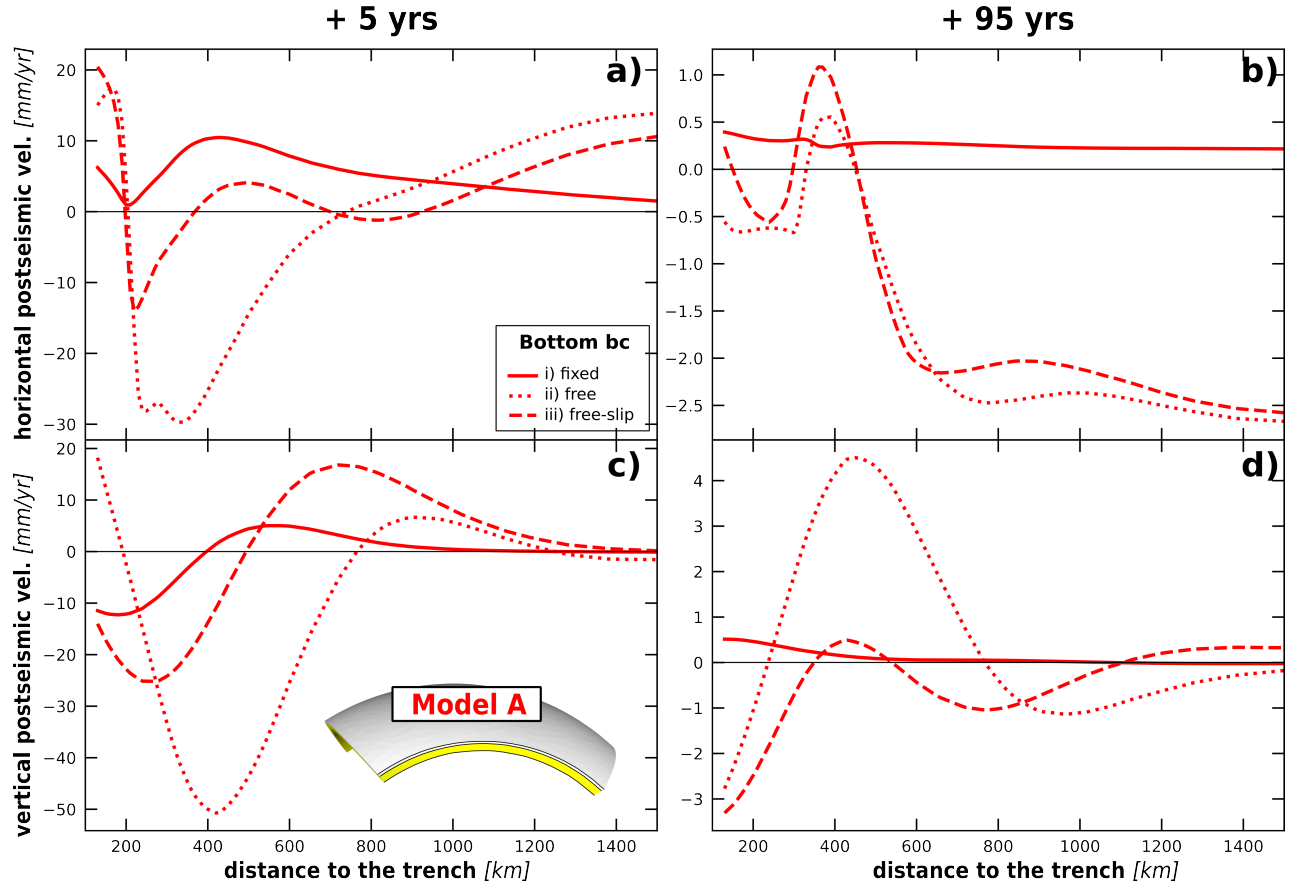 + 5 yrs
+ 95 yrs
horizontal postseismic vel. [mm/yr]
20
10
0
−10
−20
−30
a)
Bottom bc
i) fixed
ii) free
iii) free-slip
1.0
0.5
0.0
−0.5
−1.0
−1.5
−2.0
−2.5
b)
vertical postseismic vel. [mm/yr]
20
10
0
−10
−20
−30
−40
−50
c)
Model A
200 400 600 800 1000 1200 1400
distance to the trench [km]
4
3
2
1
0
−1
−2
−3
d)
200 400 600 800 1000 1200 1400
distance to the trench [km]